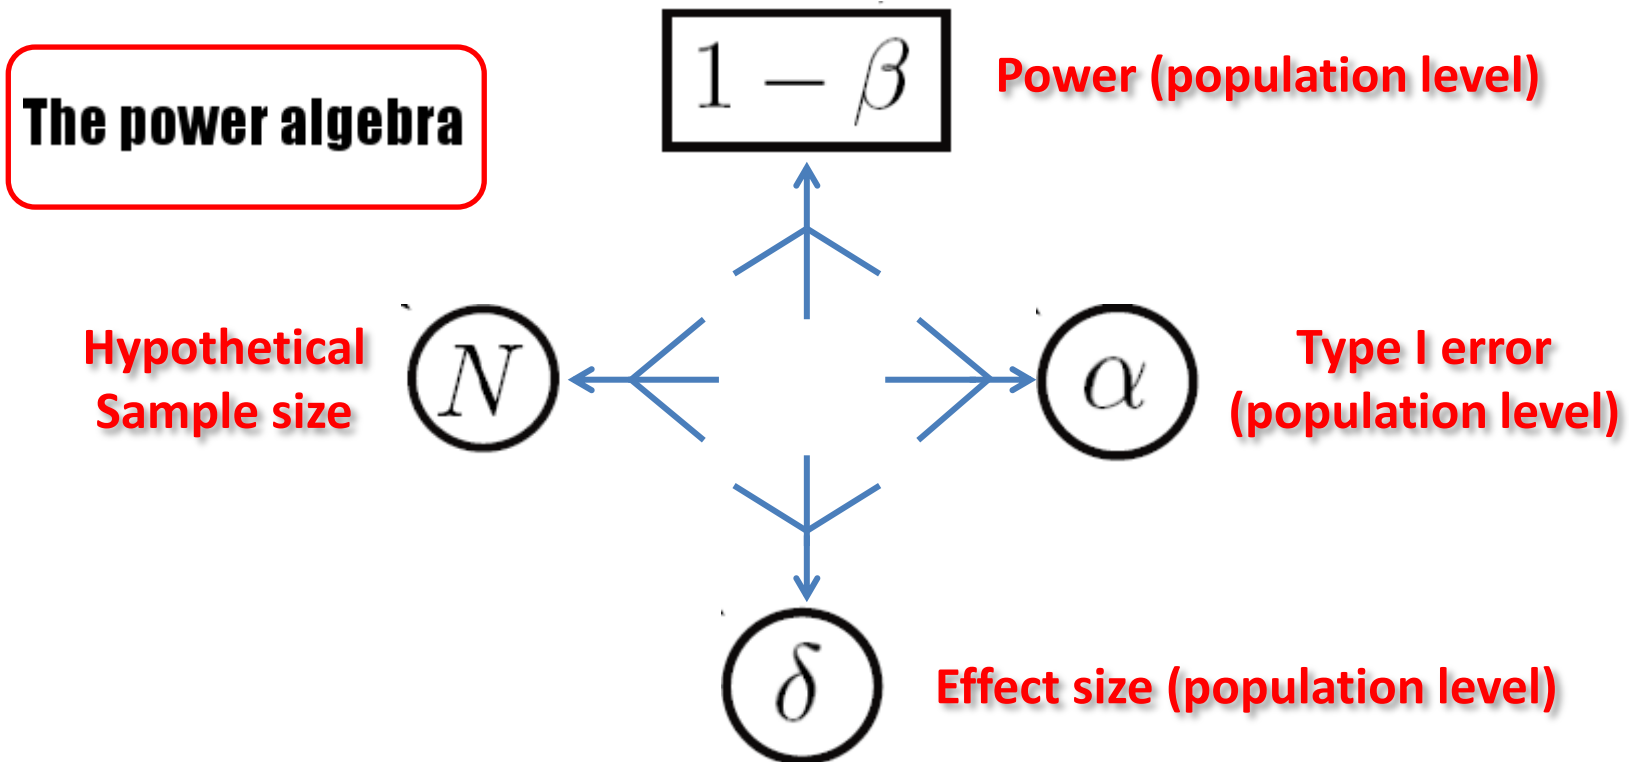 1 − β
Power (population level)
The power algebra
Hypothetical
Sample size
N
α
Type I error
(population level)
δ
Effect size (population level)